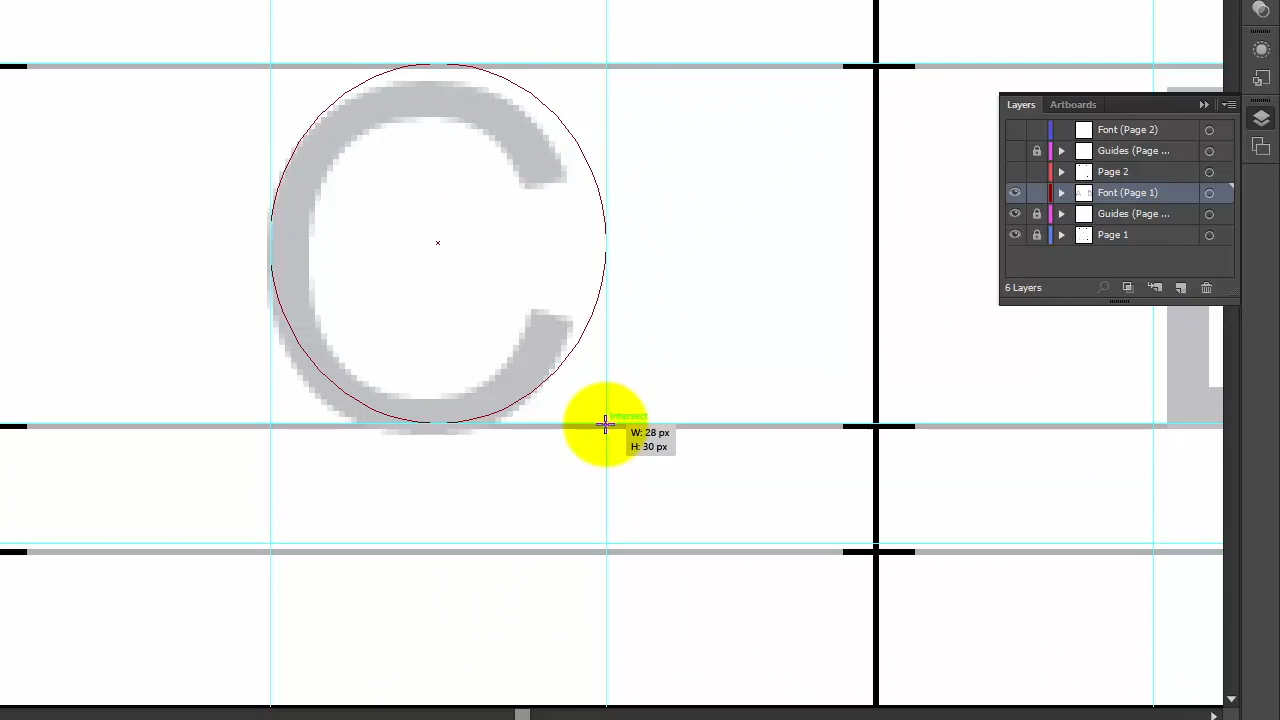 C
Layers Artboards
Font (Page 2)
Guides (Page ...
Page 2
Font (Page 1)
Guides (Page ...
Page 1
6 Layers
intersect
W: 28 px
H: 30 px